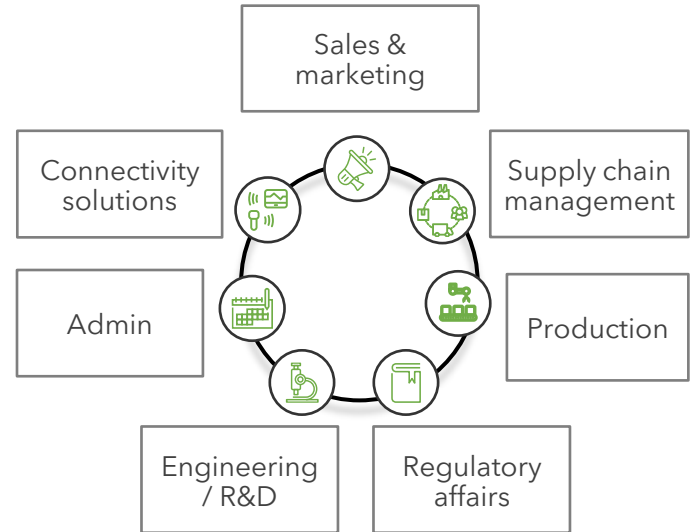 Sales &
marketing
Connectivity
solutions
Supply chain
management
Admin
Production
Engineering
/ R&D
Regulatory
affairs